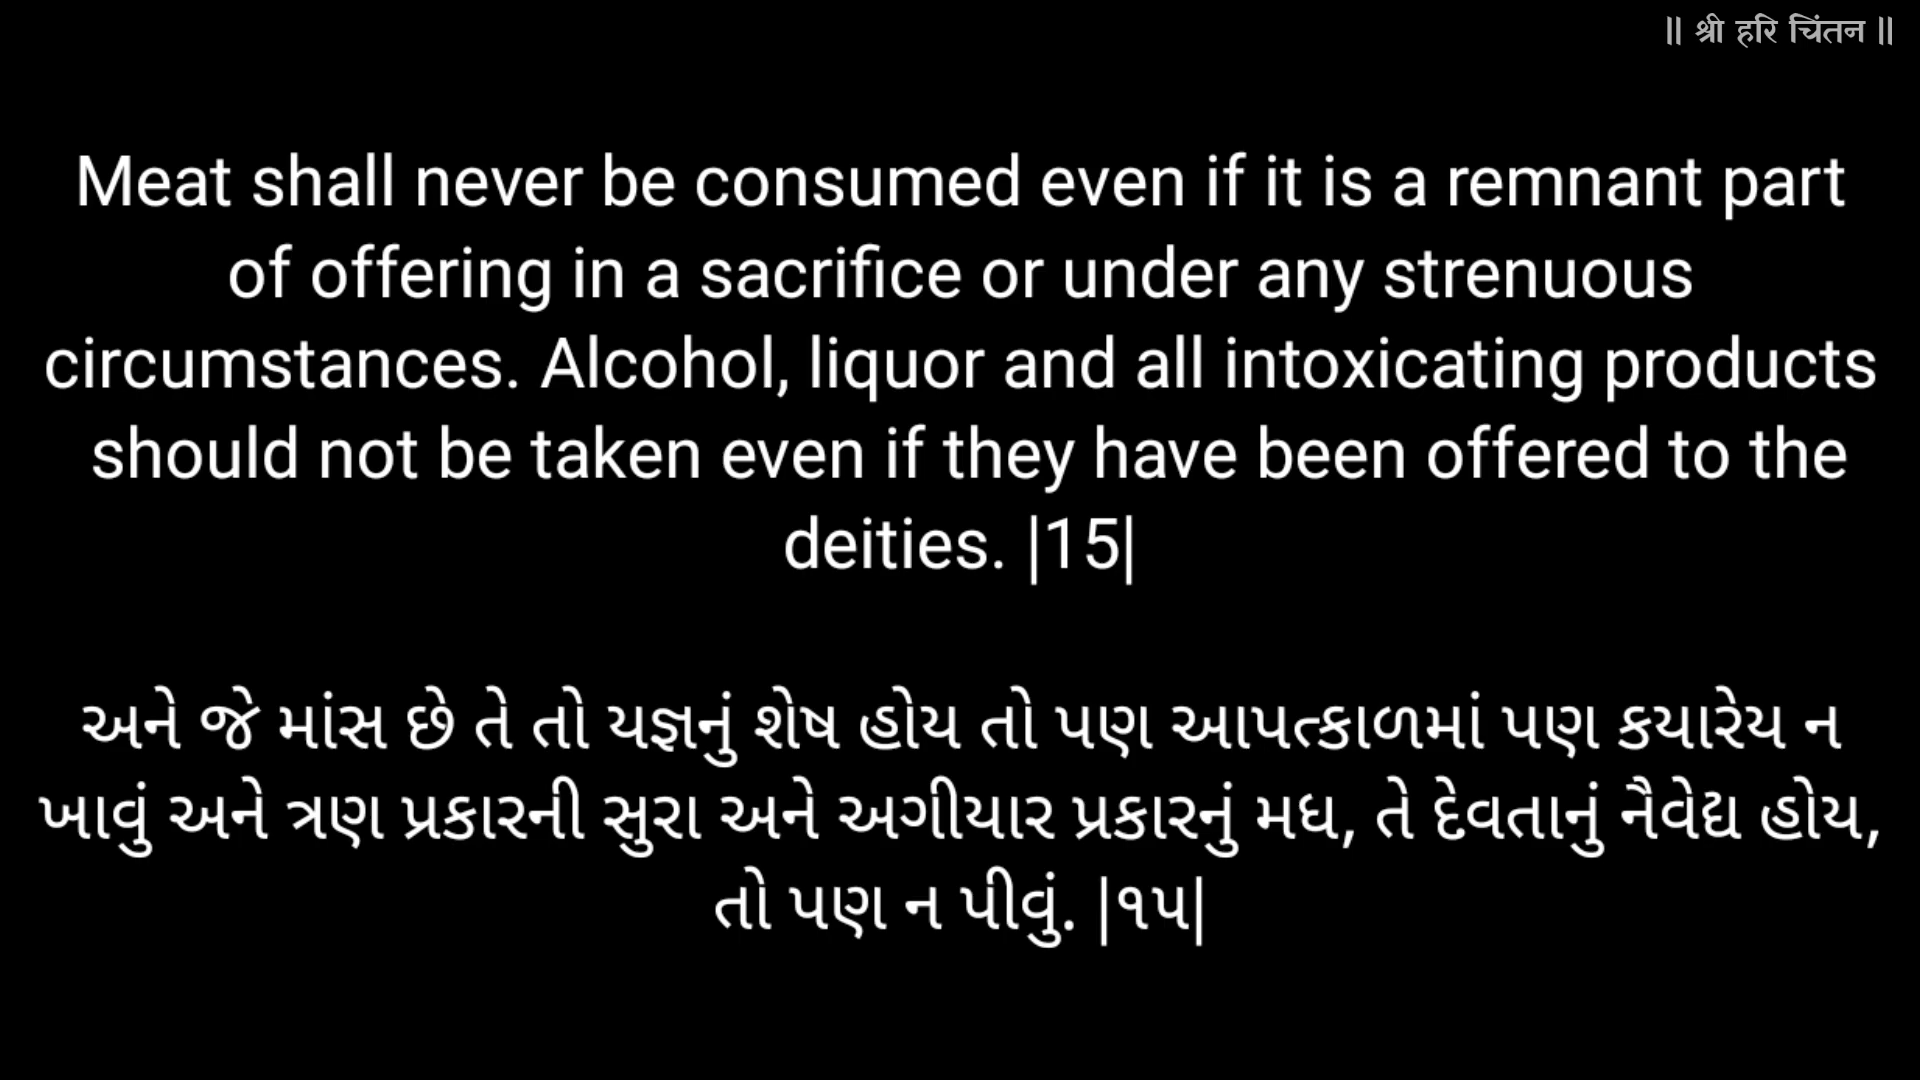 ॥ श्री हरि चिंतन ॥
Meat shall never be consumed even if it is a remnant part
of offering in a sacrifice or under any strenuous
circumstances. Alcohol, liquor and all intoxicating products
should not be taken even if they have been offered to the
deities. |15|
અને જે માંસ છે તે તો યજ્ઞનું શેષ હોય તો પણ આપત્કાળમાં પણ કયારેય ન
ખાવું અને ત્રણ પ્રકારની સુરા અને અગીયાર પ્રકારનું મધ, તે દેવતાનું નૈવેદ્ય હોય,
તો પણ ન પીવું. |૧૫|